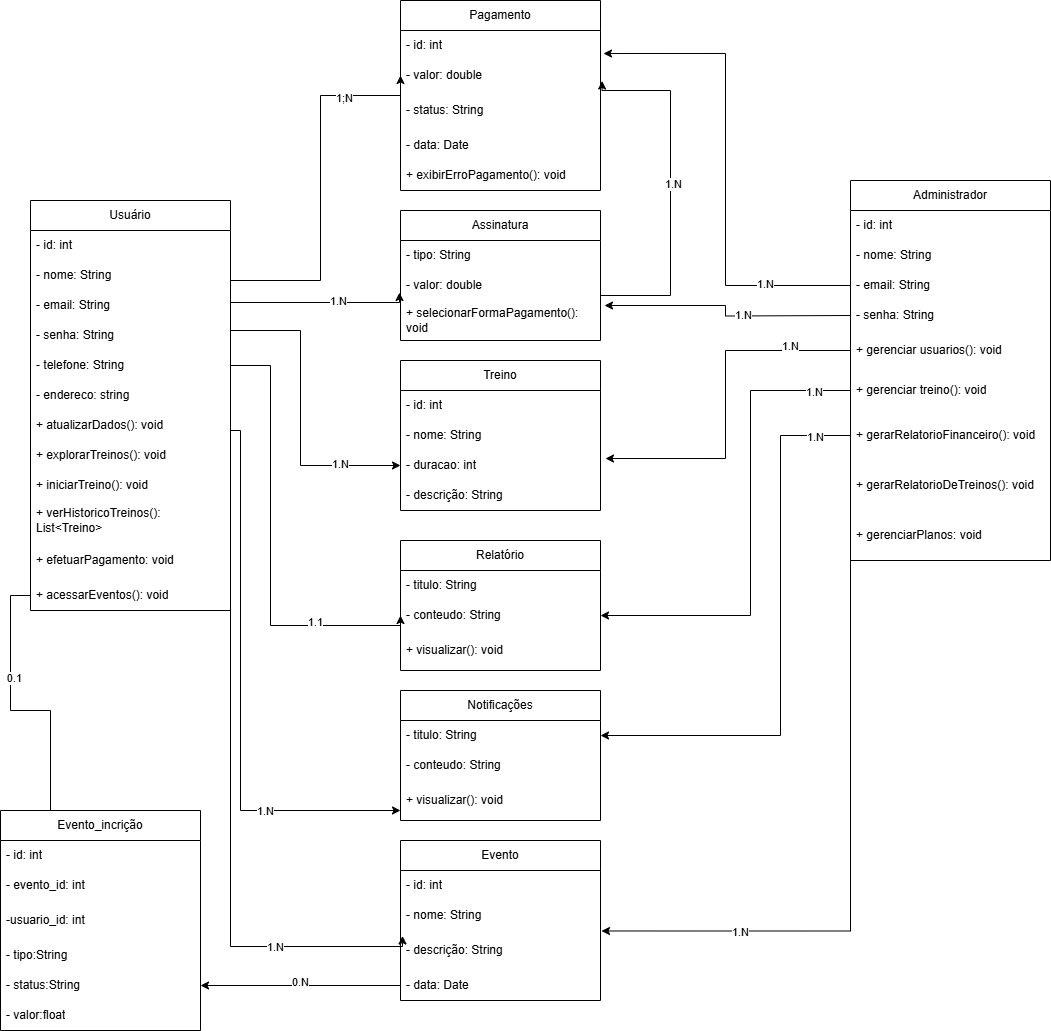 Pagamento
- id: int
- valor: double
- status: String
- data: Date
+ exibirErroPagamento(): void
1;N
1.N
Administrador
- id: int
- nome: String
- email: String
- senha: String
+ gerenciar usuarios(): void
+ gerenciar treino(): void
+ gerarRelatorioFinanceiro(): void
+ gerarRelatorioDeTreinos(): void
+ gerenciarPlanos: void
Usuário
- id: int
- nome: String
- email: String
- senha: String
- telefone: String
- endereco: string
+ atualizarDados(): void
+ explorarTreinos(): void
+ iniciarTreino(): void
+ verHistoricoTreinos():
List<Treino>
+ efetuarPagamento: void
+ acessarEventos(): void
Assinatura
- tipo: String
- valor: double
+ selecionarFormaPagamento():
void
1.N
1.N
1.N
1.N
1.N
1.N
Treino
- id: int
- nome: String
- duracao: int
- descrição: String
1.N
Relatório
- titulo: String
- conteudo: String
+ visualizar(): void
1.1
0.1
Notificações
- titulo: String
- conteudo: String
+ visualizar(): void
1.N
Evento_incrição
- id: int
- evento_id: int
-usuario_id: int
- tipo:String
- status:String
- valor:float
Evento
- id: int
- nome: String
- descrição: String
- data: Date
1.N
1.N
0.N